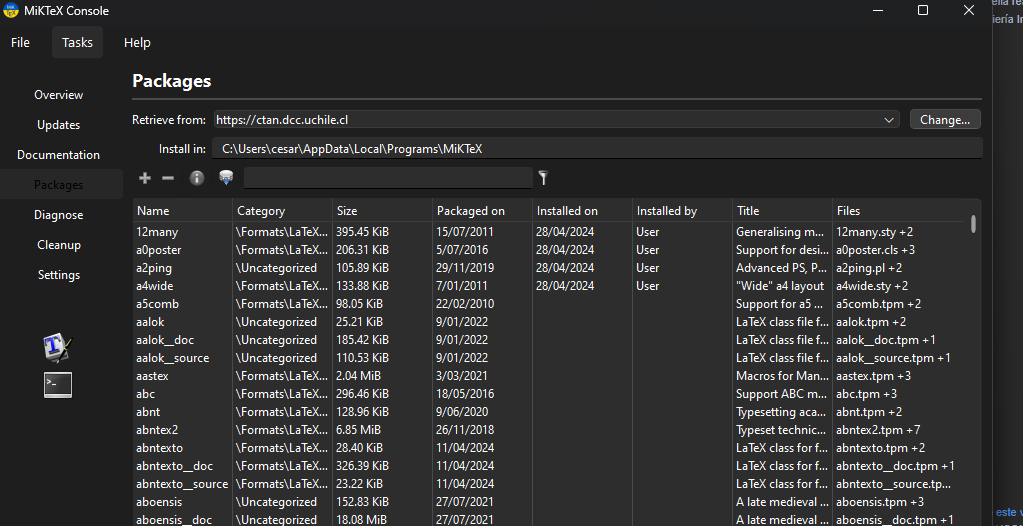 MiKTeX Console
File Tasks Help
Packages
Overview
Updates
Documentation
Packages
Diagnose
Cleanup
Settings
Retrieve from: https://ctan.dcc.uchile.cl Change...
Install in: C:\Users\cesar\AppData\Local\Programs\MiKTeX
Name Category Size Packaged on Installed on Installed by Title Files
12many \Formats\LaTeX... 395.45 KiB 15/07/2011 28/04/2024 User Generalising m... 12many.sty +2
a0poster \Formats\LaTeX... 206.31 KiB 5/07/2016 28/04/2024 User Support for desi... a0poster.cls +3
a2ping \Uncategorized 105.89 KiB 29/11/2019 28/04/2024 User Advanced PS, P... a2ping.pl +2
a4wide \Formats\LaTeX... 133.88 KiB 7/01/2011 28/04/2024 User "Wide" a4 layout a4wide.sty +2
a5comb \Formats\LaTeX... 98.05 KiB 22/02/2010 Support for a5 ... a5comb.tpm +2
aalok \Uncategorized 25.21 KiB 9/01/2022 LaTeX class file f... aalok.tpm +2
aalok__doc \Uncategorized 185.42 KiB 9/01/2022 LaTeX class file f... aalok__doc.tpm +1
aalok__source \Uncategorized 110.53 KiB 9/01/2022 LaTeX class file f... aalok__source.tpm +1
aastex \Formats\LaTeX... 2.04 MiB 3/03/2021 Macros for Man... aastex.tpm +3
abc \Formats\LaTeX... 296.46 KiB 18/05/2016 Support ABC m... abc.tpm +3
abnt \Formats\LaTeX... 128.96 KiB 9/06/2020 Typesetting aca... abnt.tpm +2
abntex2 \Formats\LaTeX... 6.85 MiB 26/11/2018 Typeset technic... abntex2.tpm +7
abntexto \Formats\LaTeX... 28.40 KiB 11/04/2024 LaTeX class for f... abntexto.tpm +2
abntexto__doc \Formats\LaTeX... 326.39 KiB 11/04/2024 LaTeX class for f... abntexto__doc.tpm +1
abntexto__source \Formats\LaTeX... 23.22 KiB 11/04/2024 LaTeX class for f... abntexto__source.tp...
aboensis \Uncategorized 152.83 KiB 27/07/2021 A late medieval ... aboensis.tpm +3
aboensis__doc \Uncategorized 18.08 MiB 27/07/2021 A late medieval ... aboensis__doc.tpm +1
este v